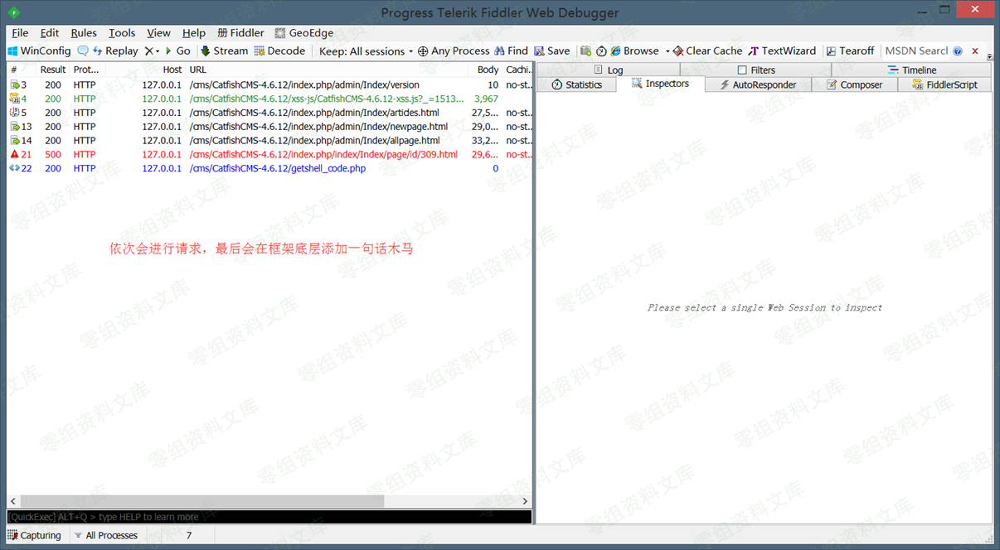 Progress Telerik Fiddler Web Debugger
File Edit Rules Tools View Help Fiddler GeoEdge
WinConfig Replay Go Stream Decode Keep: All sessions Any Process Find Save Browse Clear Cache TextWizard Tearoff MSDN Search
# Result Prot... Host URL Body Cachi..
3 200 HTTP 127.0.0.1 /cms/CatfishCMS-4.6.12/index.php/admin/Index/version 10 no-st..
4 200 HTTP 127.0.0.1 /cms/CatfishCMS-4.6.12/xss-js/CatfishCMS-4.6.12-xss.js?_=1513... 3,967
5 200 HTTP 127.0.0.1 /cms/CatfishCMS-4.6.12/index.php/admin/Index/articles.html 27,5... no-st..
13 200 HTTP 127.0.0.1 /cms/CatfishCMS-4.6.12/index.php/admin/Index/newpage.html 29,0... no-st..
14 200 HTTP 127.0.0.1 /cms/CatfishCMS-4.6.12/index.php/admin/Index/allpage.html 33,2... no-st..
21 500 HTTP 127.0.0.1 /cms/CatfishCMS-4.6.12/index.php/index/Index/page/id/309.html 29,6... no-st..
22 200 HTTP 127.0.0.1 /cms/CatfishCMS-4.6.12/getshell_code.php 0
依次会进行请求，最后会在框架底层添加一句话木马
Log Filters Timeline
Statistics Inspectors AutoResponder Composer FiddlerScript
Please select a single Web Session to inspect
[QuickExec] ALT+Q > type HELP to learn more
Capturing All Processes 7
零组资料文库